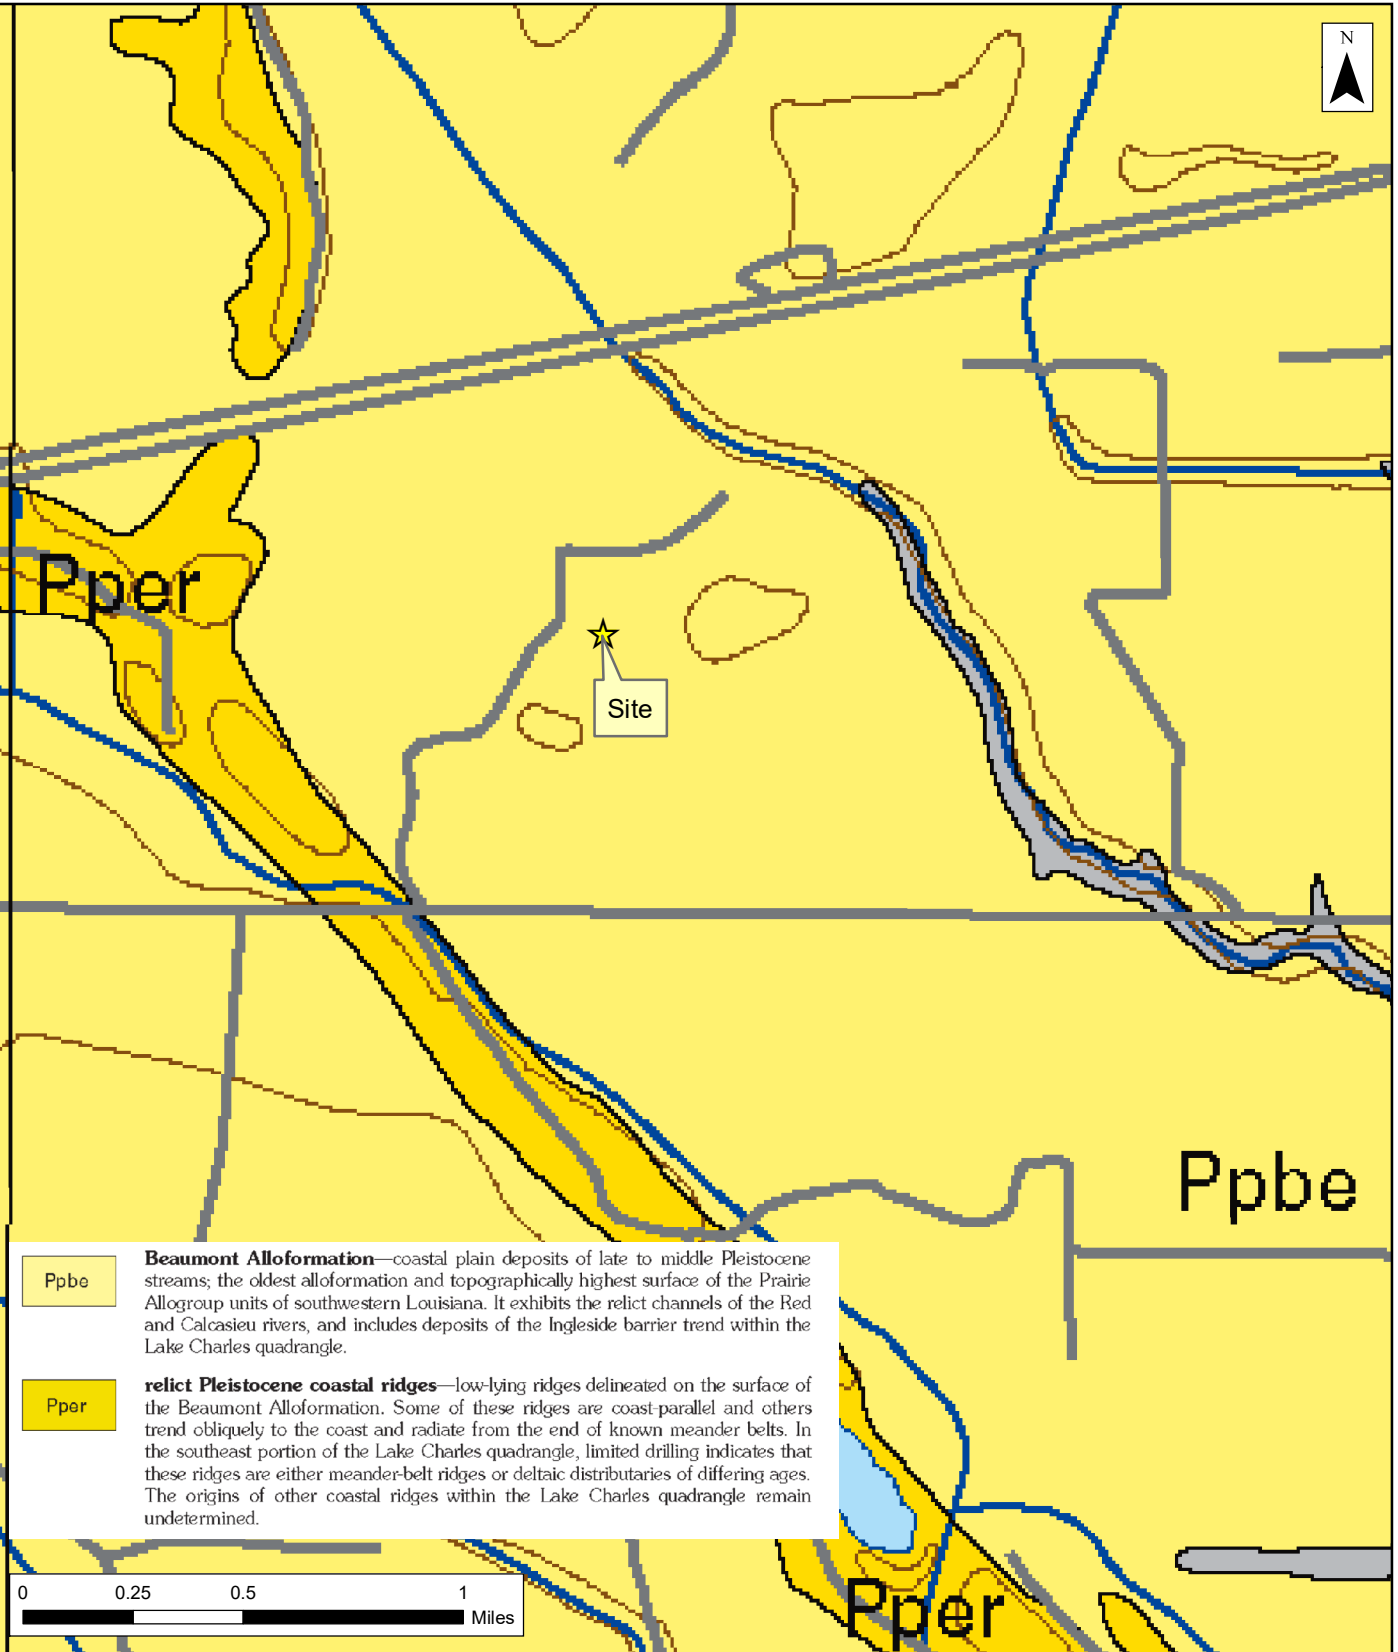 N
Pper
Site
Ppbe
Ppbe
Beaumont Alloformation—coastal plain deposits of late to middle Pleistocene
streams; the oldest alloformation and topographically highest surface of the Prairie
Allogroup units of southwestern Louisiana. It exhibits the relict channels of the Red
and Calcasieu rivers, and includes deposits of the Ingleside barrier trend within the
Lake Charles quadrangle.
Pper
relict Pleistocene coastal ridges—low-lying ridges delineated on the surface of
the Beaumont Alloformation. Some of these ridges are coast-parallel and others
trend obliquely to the coast and radiate from the end of known meander belts. In
the southeast portion of the Lake Charles quadrangle, limited drilling indicates that
these ridges are either meander-belt ridges or deltaic distributaries of differing ages.
The origins of other coastal ridges within the Lake Charles quadrangle remain
undetermined.
0 0.25 0.5 1
Miles
Pper